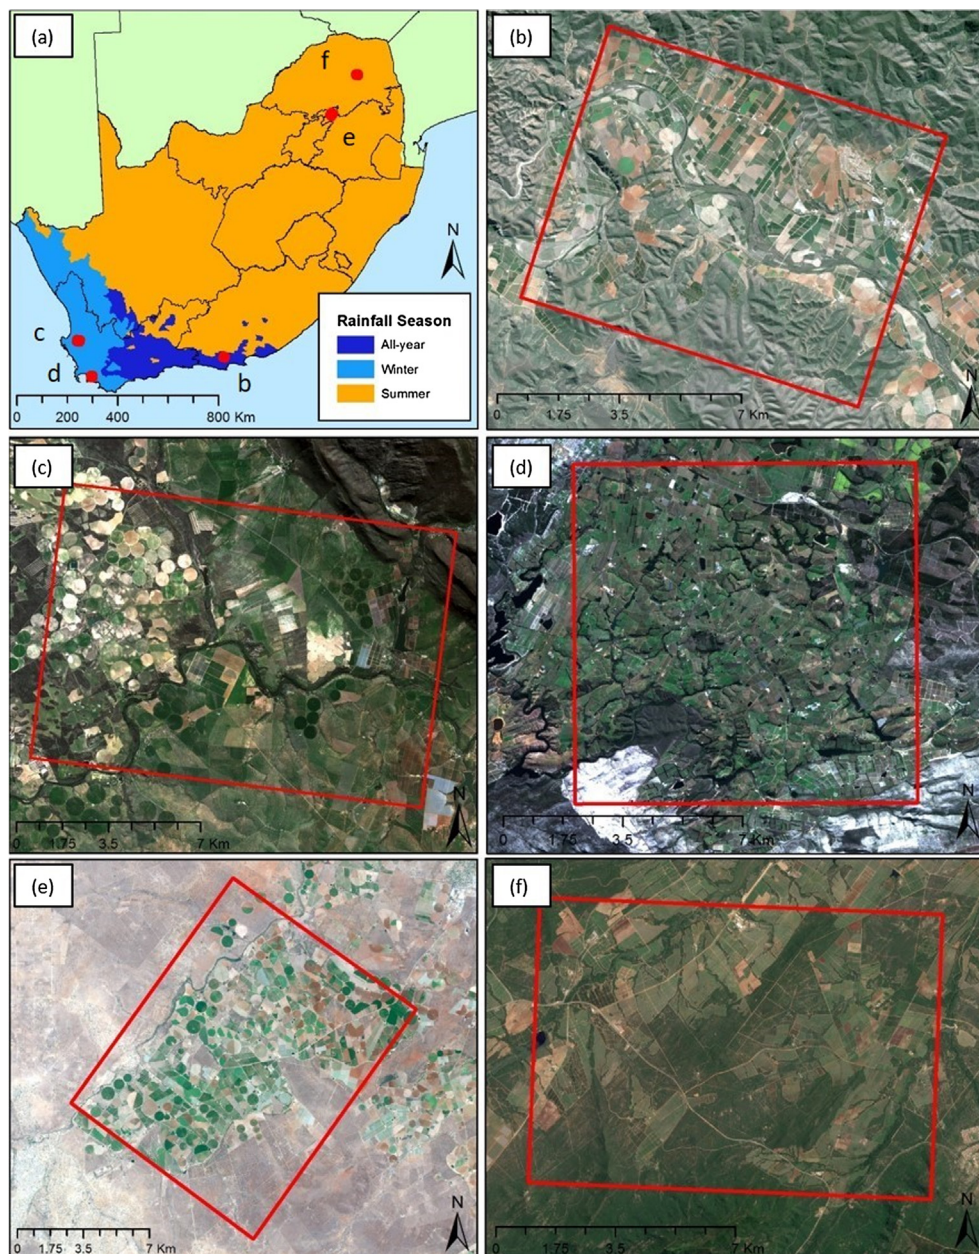 (a)
f
e
c
d
b
N
Rainfall Season
All-year
Winter
Summer
0 200 400 800 Km
(b)
N
0 1.75 3.5 7 Km
(c)
N
0 1.75 3.5 7 Km
(d)
N
0 1.75 3.5 7 Km
(e)
N
0 1.75 3.5 7 Km
(f)
N
0 1.75 3.5 7 Km